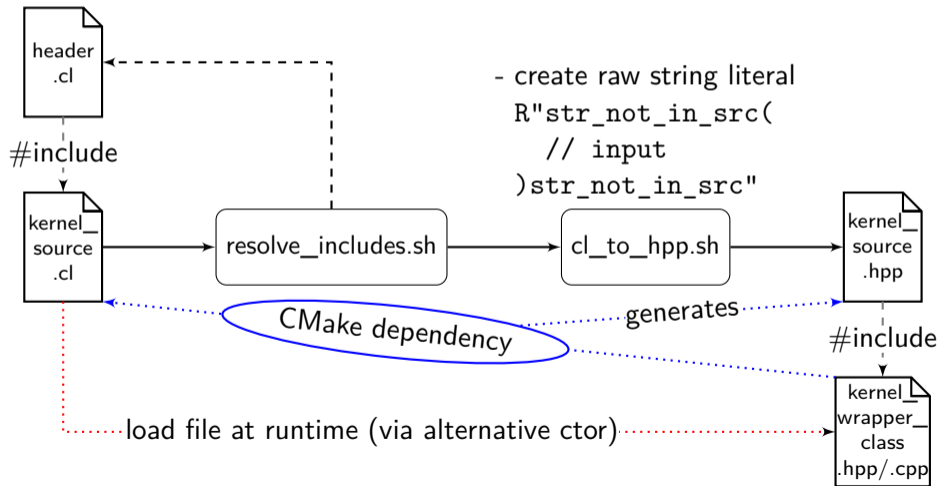 header
.cl
- create raw string literal
R"str_not_in_src(
// input
)str_not_in_src"
#include
kernel_
source
.cl
resolve_includes.sh
cl_to_hpp.sh
kernel_
source
.hpp
CMake dependency
generates
#include
kernel_
wrapper_
class
.hpp/.cpp
load file at runtime (via alternative ctor)